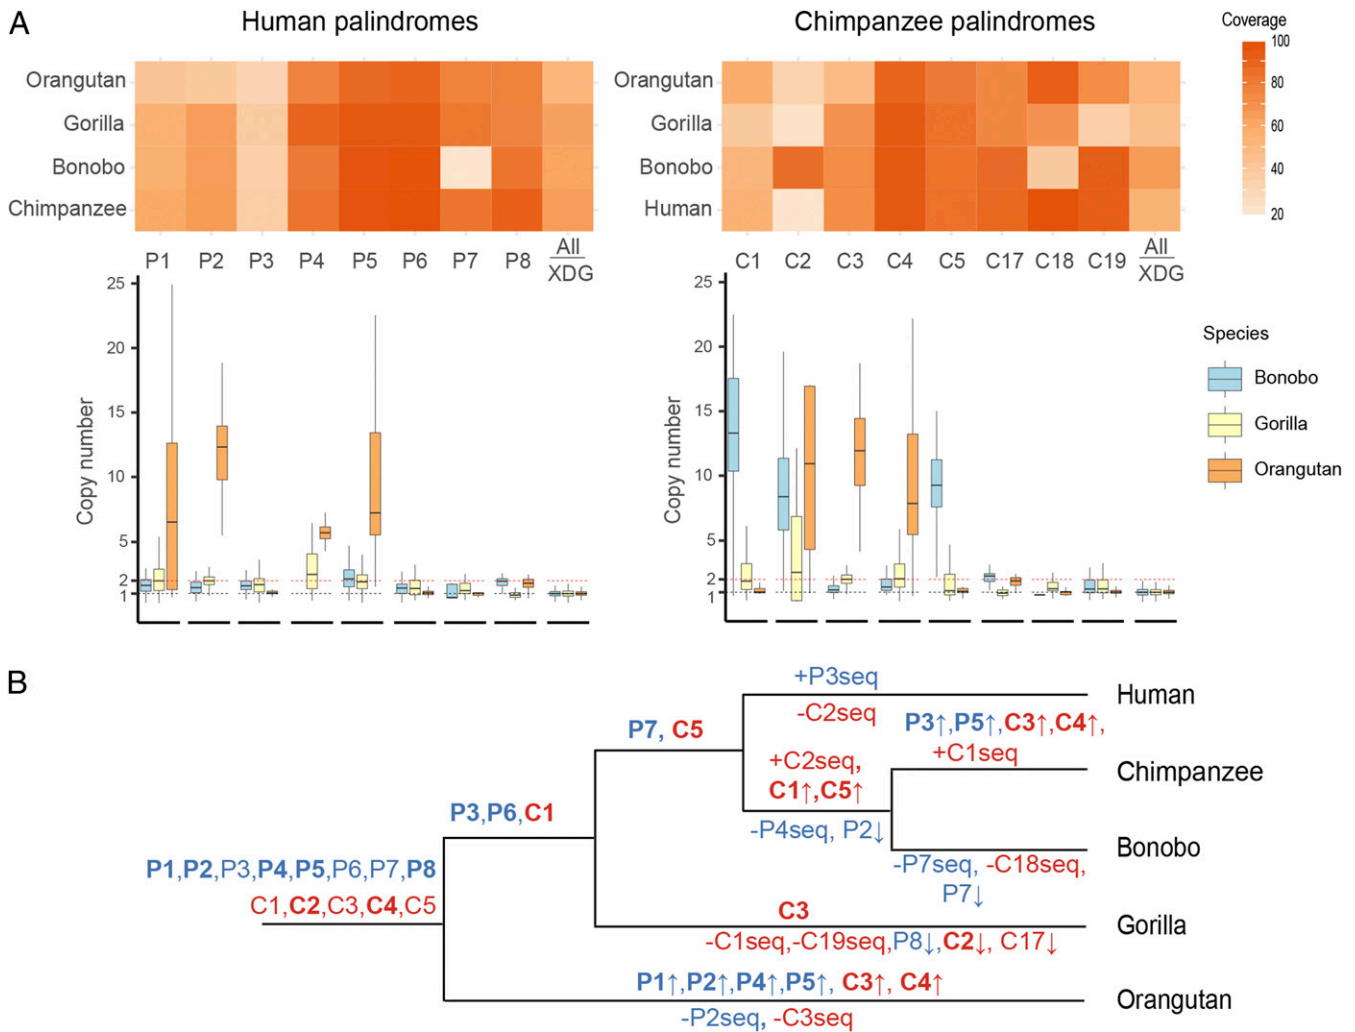 A
Human palindromes
Chimpanzee palindromes
Coverage
100
80
60
40
20
Orangutan
Gorilla
Bonobo
Chimpanzee
Orangutan
Gorilla
Bonobo
Human
P1 P2 P3 P4 P5 P6 P7 P8 All
XDG
C1 C2 C3 C4 C5 C17 C18 C19 All
XDG
Copy number
25
20
15
10
5
2
1
Copy number
25
20
15
10
5
2
1
Species
Bonobo
Gorilla
Orangutan
B
+P3seq
-C2seq
Human
P7, C5
P3↑,P5↑,C3↑,C4↑,
+C1seq
+C2seq,
C1↑,C5↑
Chimpanzee
P3,P6,C1
-P4seq, P2↓
Bonobo
-P7seq, -C18seq,
P7↓
P1,P2,P3,P4,P5,P6,P7,P8
C1,C2,C3,C4,C5
C3
Gorilla
-C1seq,-C19seq,P8↓,C2↓, C17↓
P1↑,P2↑,P4↑,P5↑, C3↑, C4↑
Orangutan
-P2seq, -C3seq